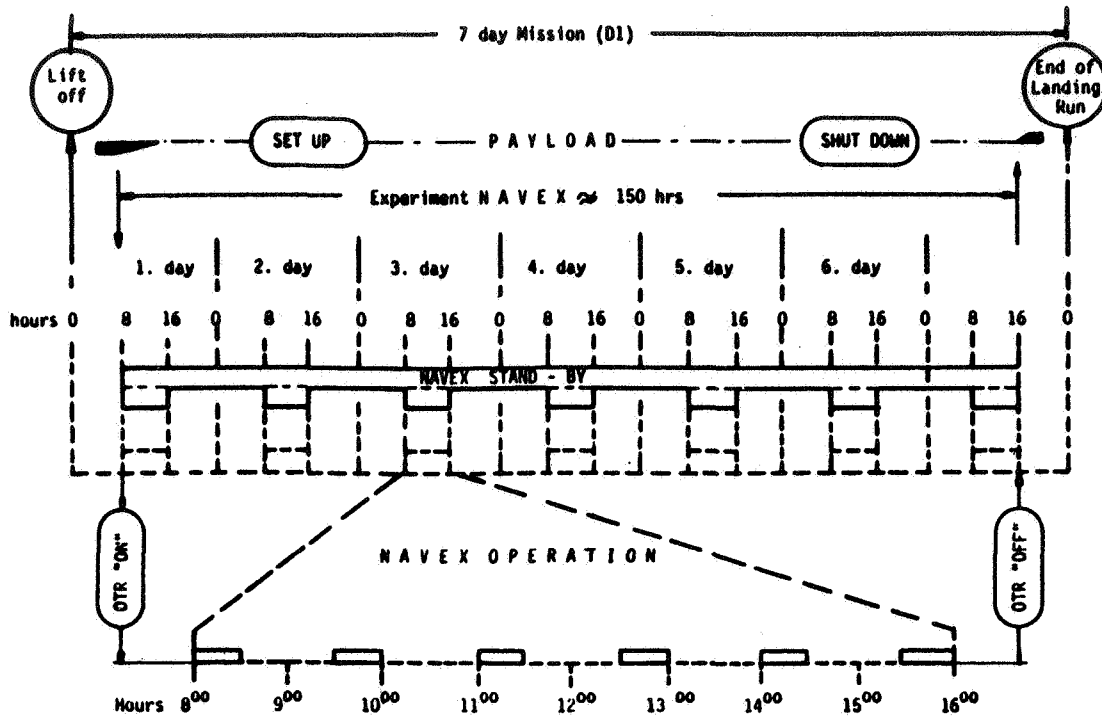 7 day Mission (D1)
Lift off
End of Landing Run
SET UP
PAYLOAD
SHUT DOWN
Experiment NAVEX ≈ 150 hrs
1. day 2. day 3. day 4. day 5. day 6. day
hours 0 8 16 0 8 16 0 8 16 0 8 16 0 8 16 0 8 16 0 8 16 0
NAVEX STAND - BY
OTR "ON"
NAVEX OPERATION
OTR "OFF"
Hours 8⁰⁰ 9⁰⁰ 10⁰⁰ 11⁰⁰ 12⁰⁰ 13⁰⁰ 14⁰⁰ 15⁰⁰ 16⁰⁰